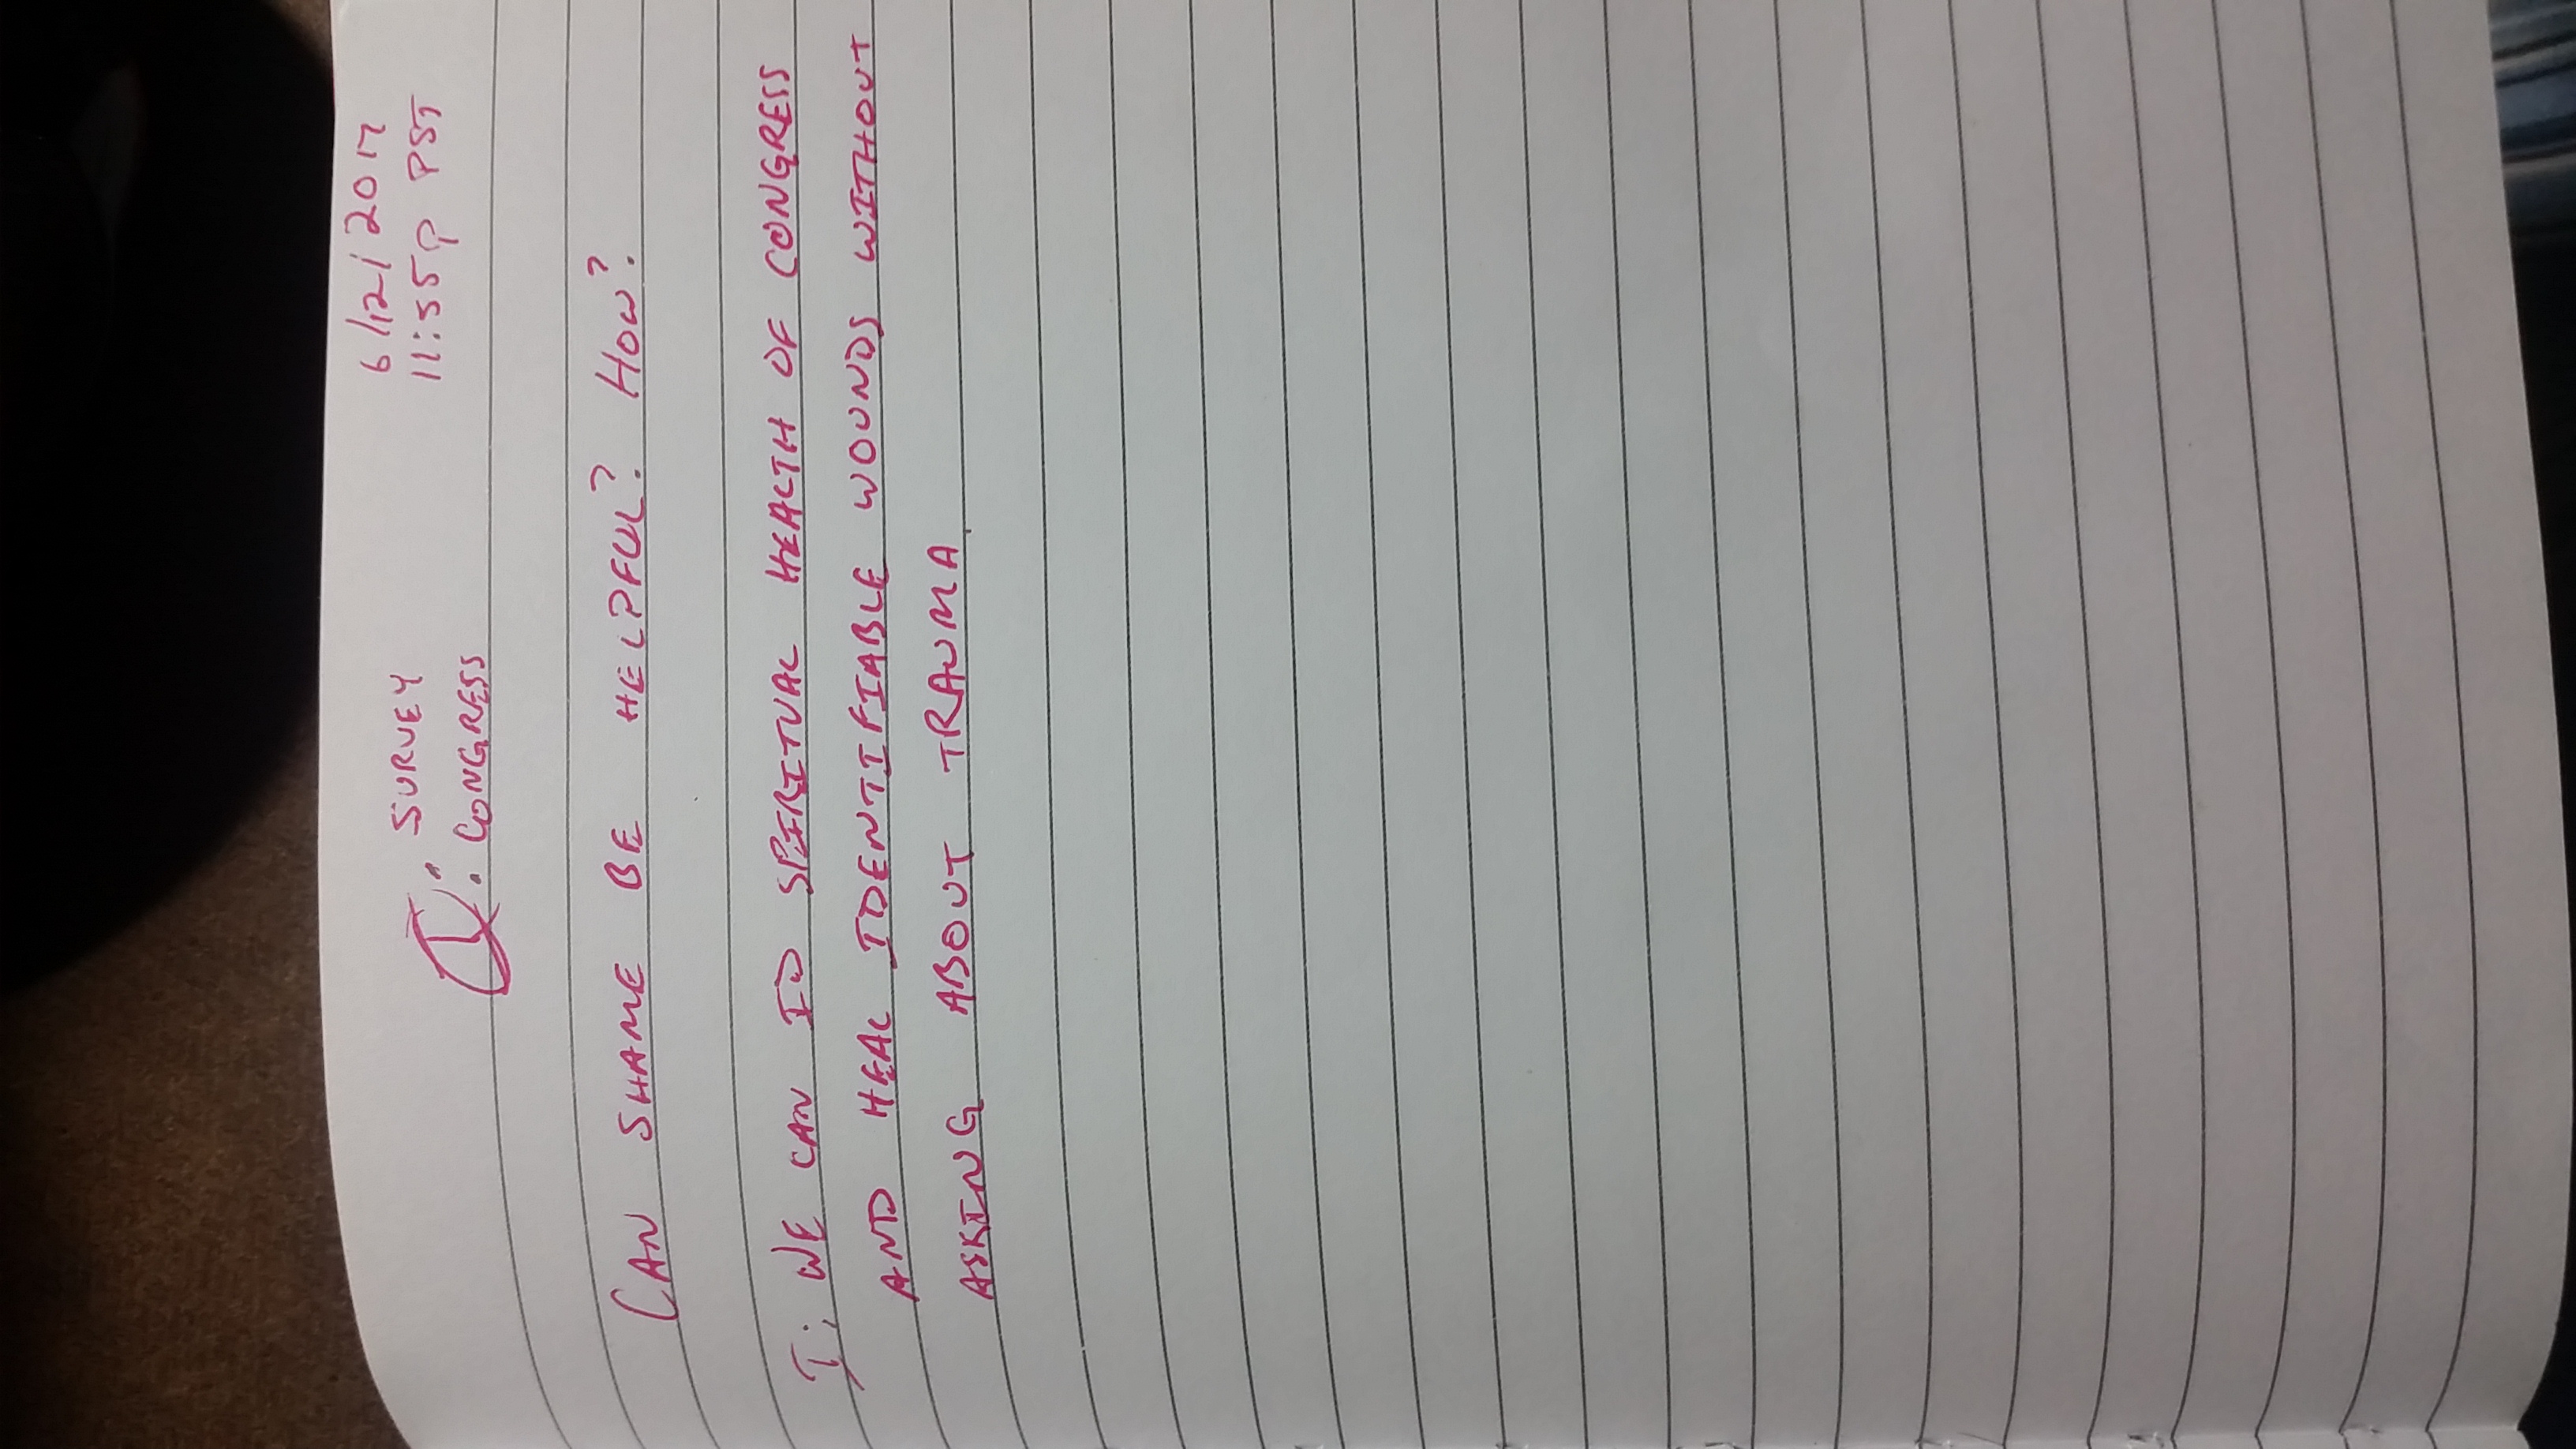 6/12/2017
11:55p PST
I: SURVEY
: CONGRESS
CAN SHAME BE HELPFUL? HOW?
I: WE CAN ID SPIRITUAL HEALTH OF CONGRESS
AND HEAL IDENTIFIABLE WOUNDS WITHOUT
ASKING ABOUT TRAUMA.